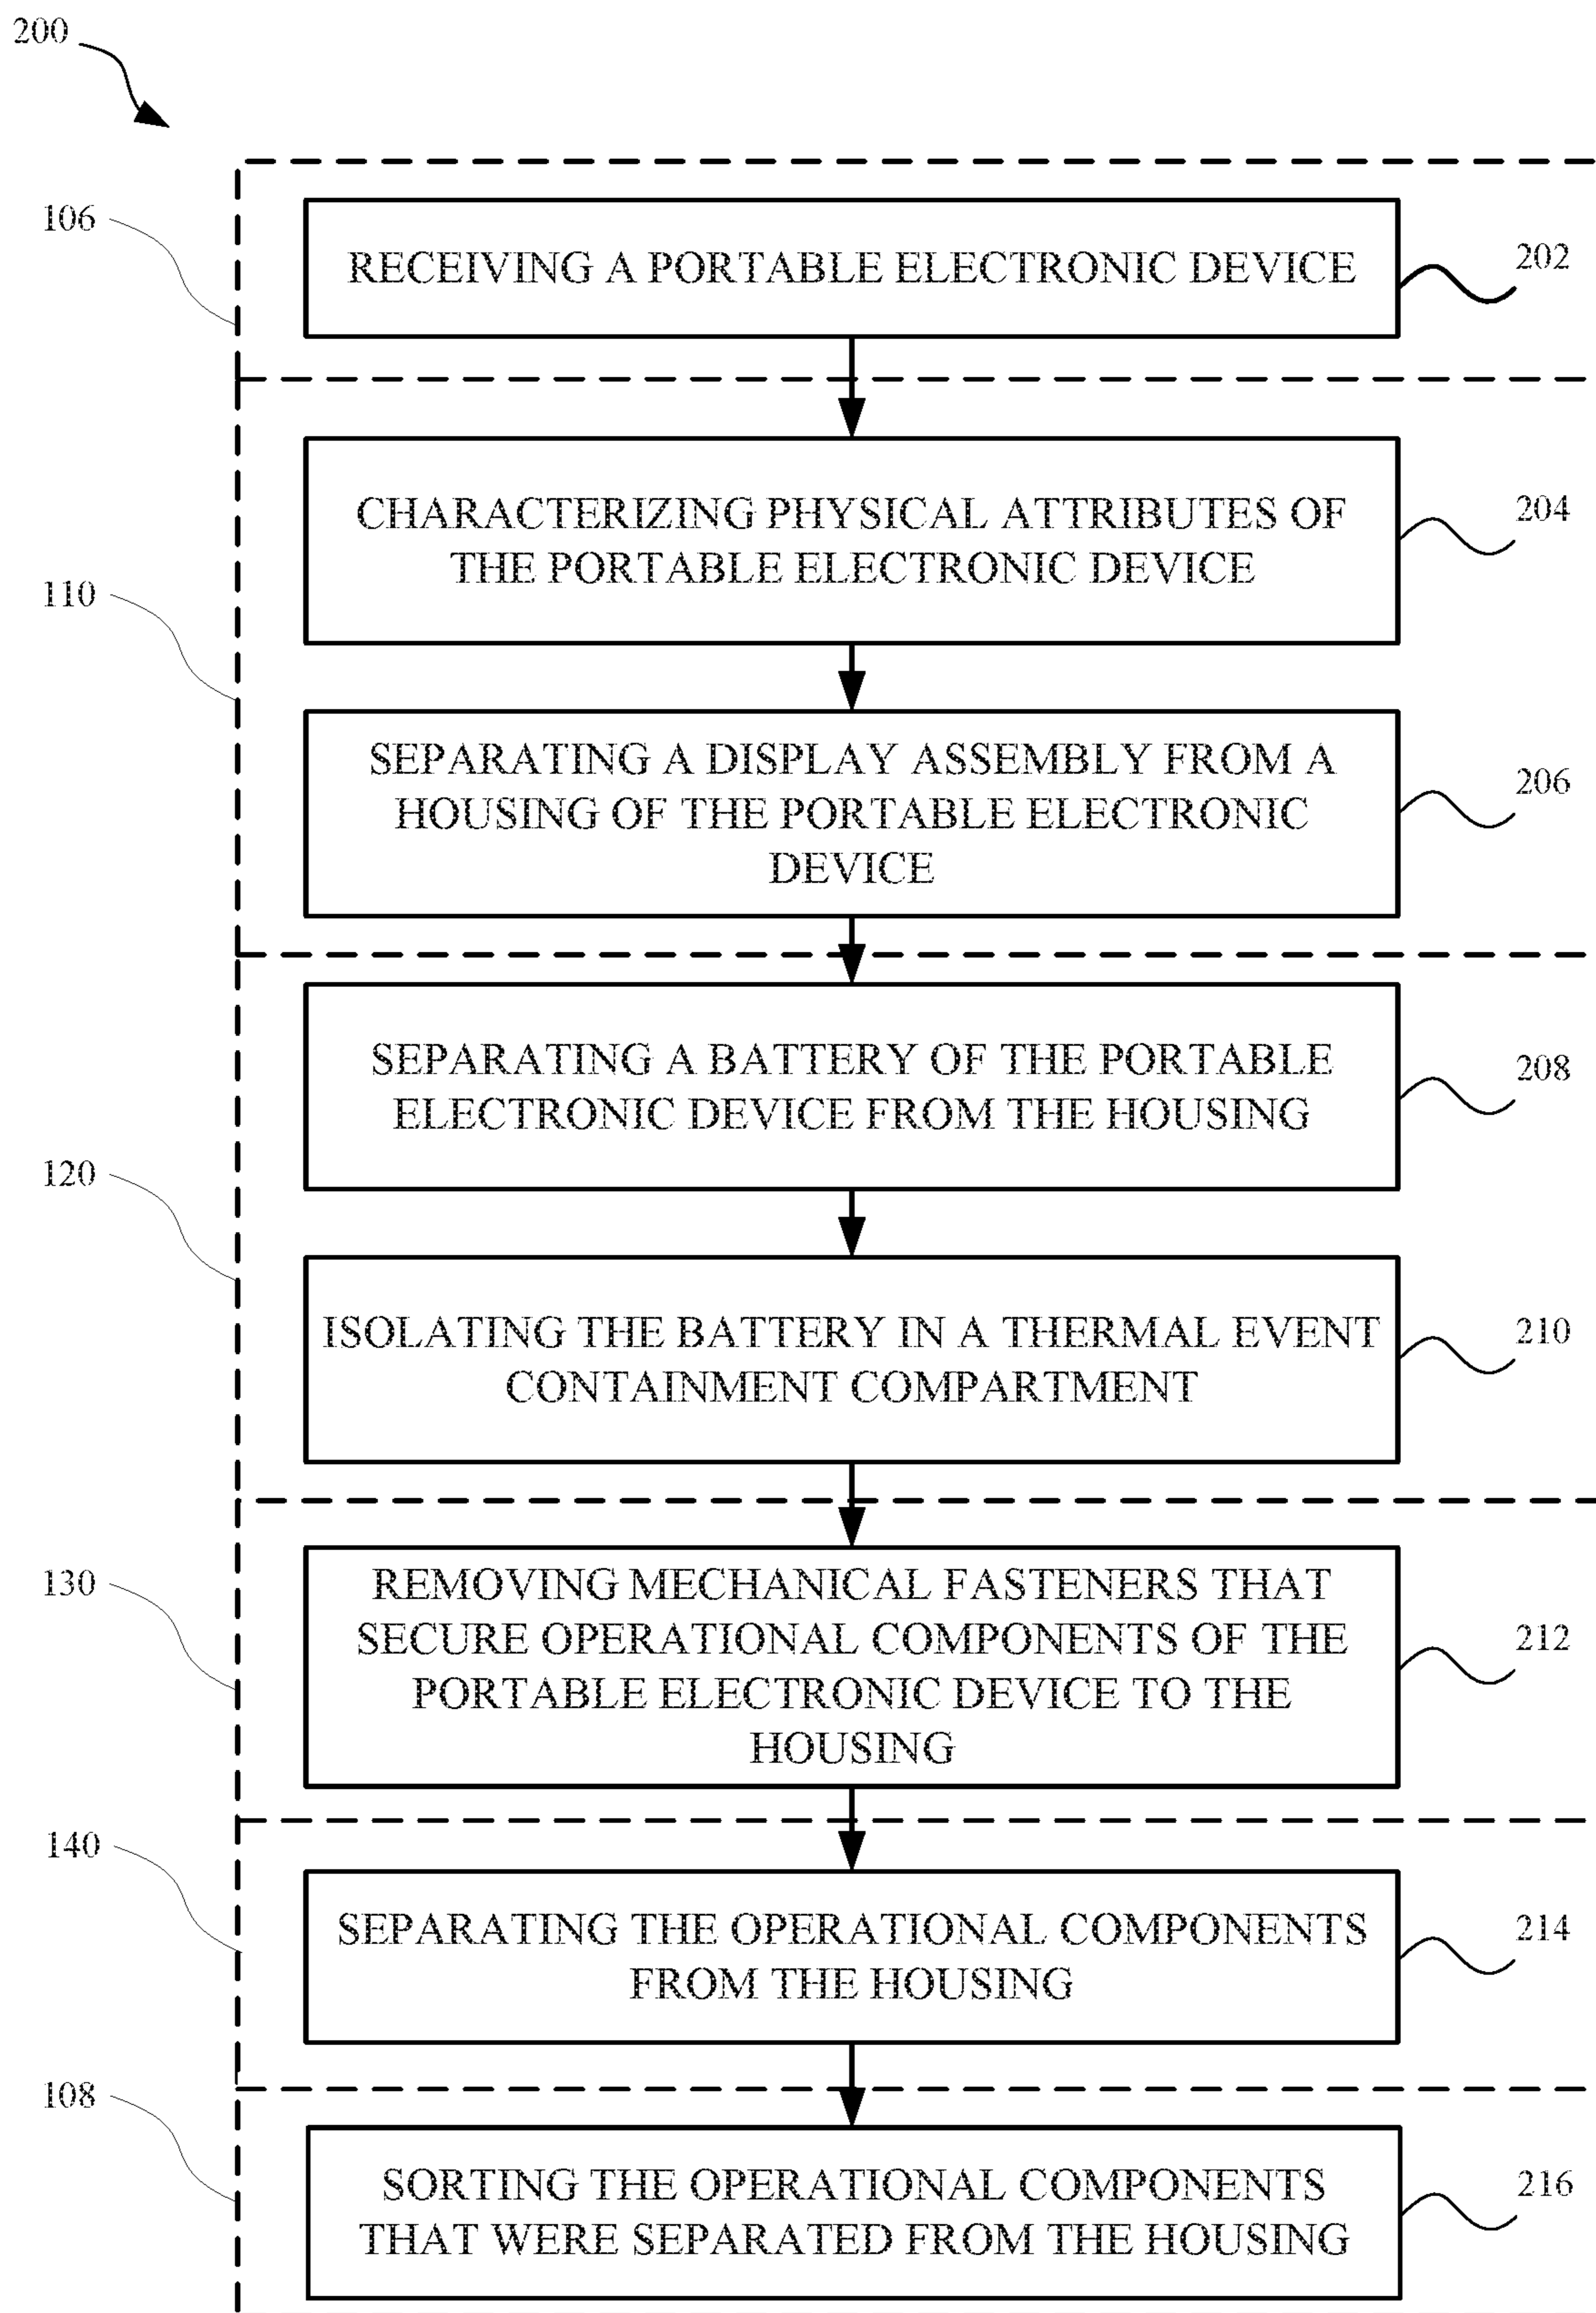 200
106
RECEIVING A PORTABLE ELECTRONIC DEVICE
202
CHARACTERIZING PHYSICAL ATTRIBUTES OF
THE PORTABLE ELECTRONIC DEVICE
204
110
SEPARATING A DISPLAY ASSEMBLY FROM A
HOUSING OF THE PORTABLE ELECTRONIC
DEVICE
206
SEPARATING A BATTERY OF THE PORTABLE
ELECTRONIC DEVICE FROM THE HOUSING
208
120
ISOLATING THE BATTERY IN A THERMAL EVENT
CONTAINMENT COMPARTMENT
210
130
REMOVING MECHANICAL FASTENERS THAT
SECURE OPERATIONAL COMPONENTS OF THE
PORTABLE ELECTRONIC DEVICE TO THE
HOUSING
212
140
SEPARATING THE OPERATIONAL COMPONENTS
FROM THE HOUSING
214
108
SORTING THE OPERATIONAL COMPONENTS
THAT WERE SEPARATED FROM THE HOUSING
216